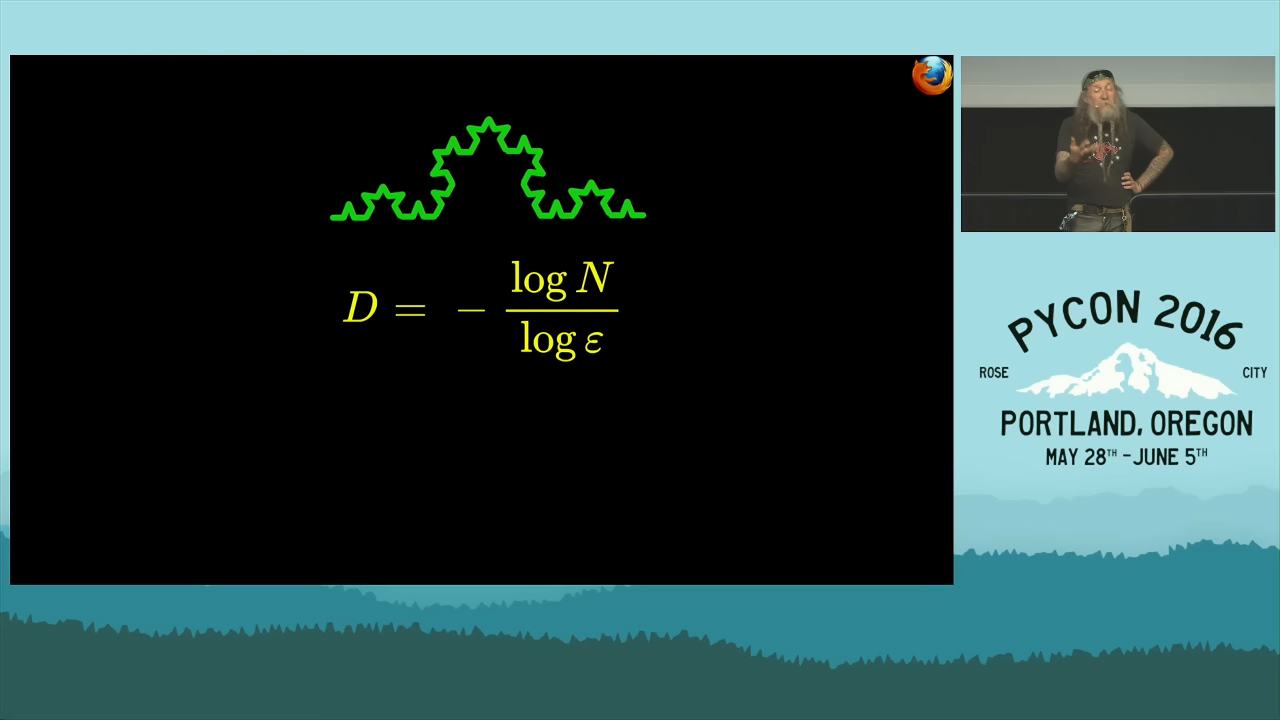 D = − log N / log ε
PYCON 2016
ROSE CITY
PORTLAND, OREGON
MAY 28TH - JUNE 5TH